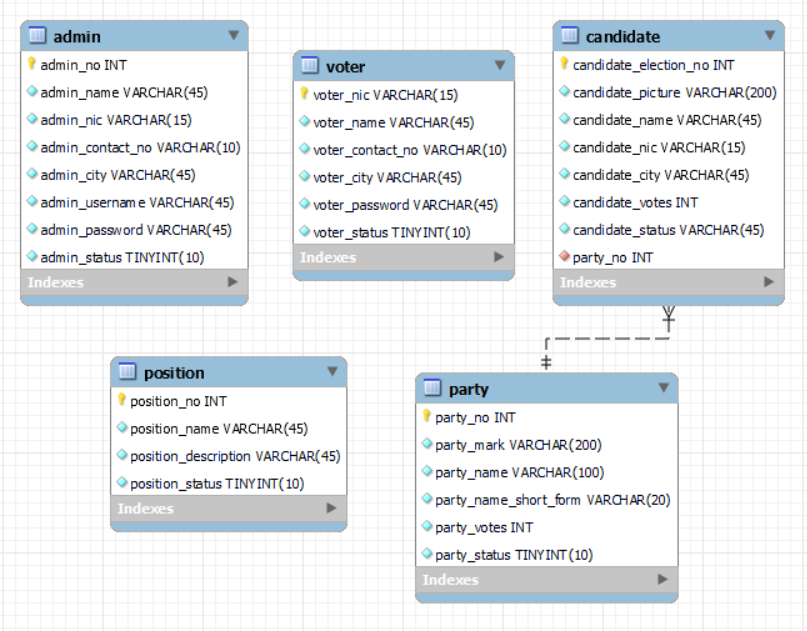 admin
admin_no INT
admin_name VARCHAR(45)
admin_nic VARCHAR(15)
admin_contact_no VARCHAR(10)
admin_city VARCHAR(45)
admin_username VARCHAR(45)
admin_password VARCHAR(45)
admin_status TINYINT(10)
Indexes
voter
voter_nic VARCHAR(15)
voter_name VARCHAR(45)
voter_contact_no VARCHAR(10)
voter_city VARCHAR(45)
voter_password VARCHAR(45)
voter_status TINYINT(10)
Indexes
candidate
candidate_election_no INT
candidate_picture VARCHAR(200)
candidate_name VARCHAR(45)
candidate_nic VARCHAR(15)
candidate_city VARCHAR(45)
candidate_votes INT
candidate_status VARCHAR(45)
party_no INT
Indexes
position
position_no INT
position_name VARCHAR(45)
position_description VARCHAR(45)
position_status TINYINT(10)
Indexes
party
party_no INT
party_mark VARCHAR(200)
party_name VARCHAR(100)
party_name_short_form VARCHAR(20)
party_votes INT
party_status TINYINT(10)
Indexes